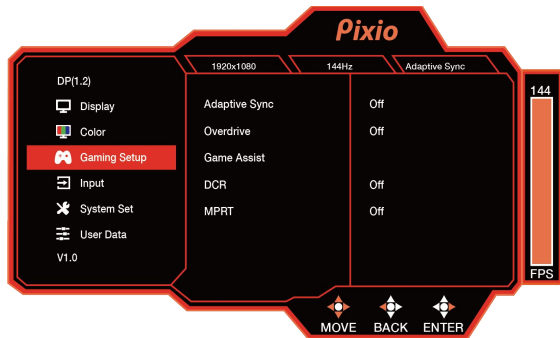 Pixio
1920x1080 144Hz Adaptive Sync
DP(1.2)
Display
Color
Gaming Setup
Input
System Set
User Data
V1.0
Adaptive Sync Off
Overdrive Off
Game Assist
DCR Off
MPRT Off
144
FPS
MOVE BACK ENTER